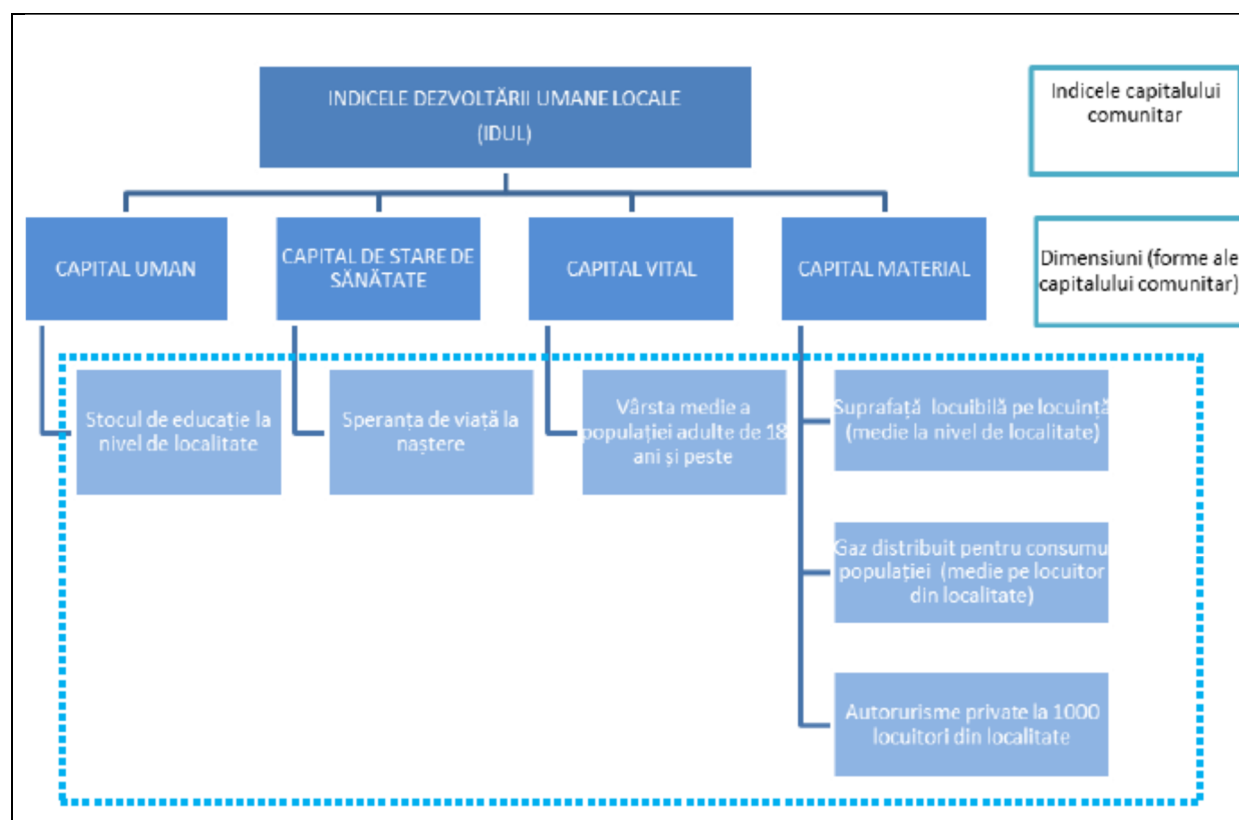 INDICELE DEZVOLTĂRII UMANE LOCALE
(IDUL)
Indicele capitalului
comunitar
CAPITAL UMAN
CAPITAL DE STARE DE
SĂNĂTATE
CAPITAL VITAL
CAPITAL MATERIAL
Dimensiuni (forme ale
capitalului comunitar)
Stocul de educație la
nivel de localitate
Speranța de viață la
naștere
Vârsta medie a
populației adulte de 18
ani și peste
Suprafață locuibilă pe locuință
(medie la nivel de localitate)
Gaz distribuit pentru consumu
populației (medie pe locuitor
din localitate)
Autorurisme private la 1000
locuitori din localitate